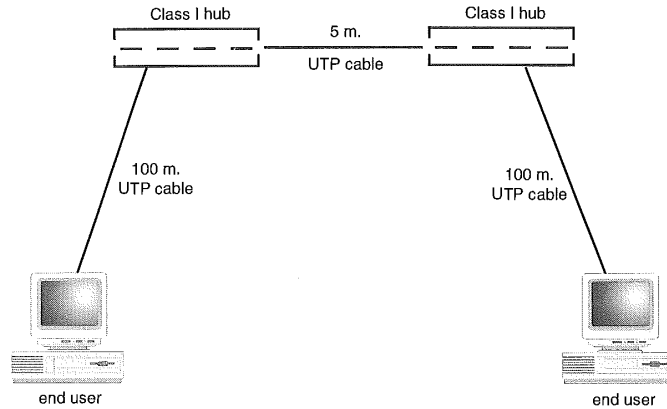 Class I hub
Class I hub
5 m.
UTP cable
100 m.
UTP cable
100 m.
UTP cable
end user
end user